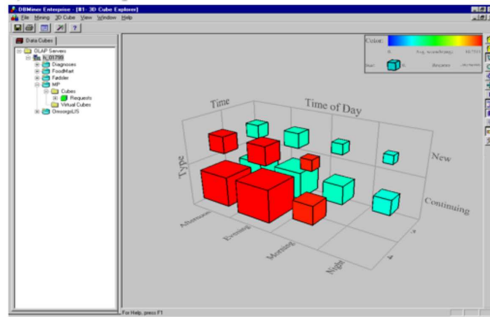 DBMiner Enterprise - [#1: 3D Cube Explorer]
File Mining 3D Cube View Window Help
Data Cubes
OLAP Servers
Diagnoses
FoodMart
MP
Cubes
Requests
Virtual Cubes
Color:
Time
Time of Day
Type
New
Continuing
Afternoon
Evening
Morning
Night
For Help, press F1